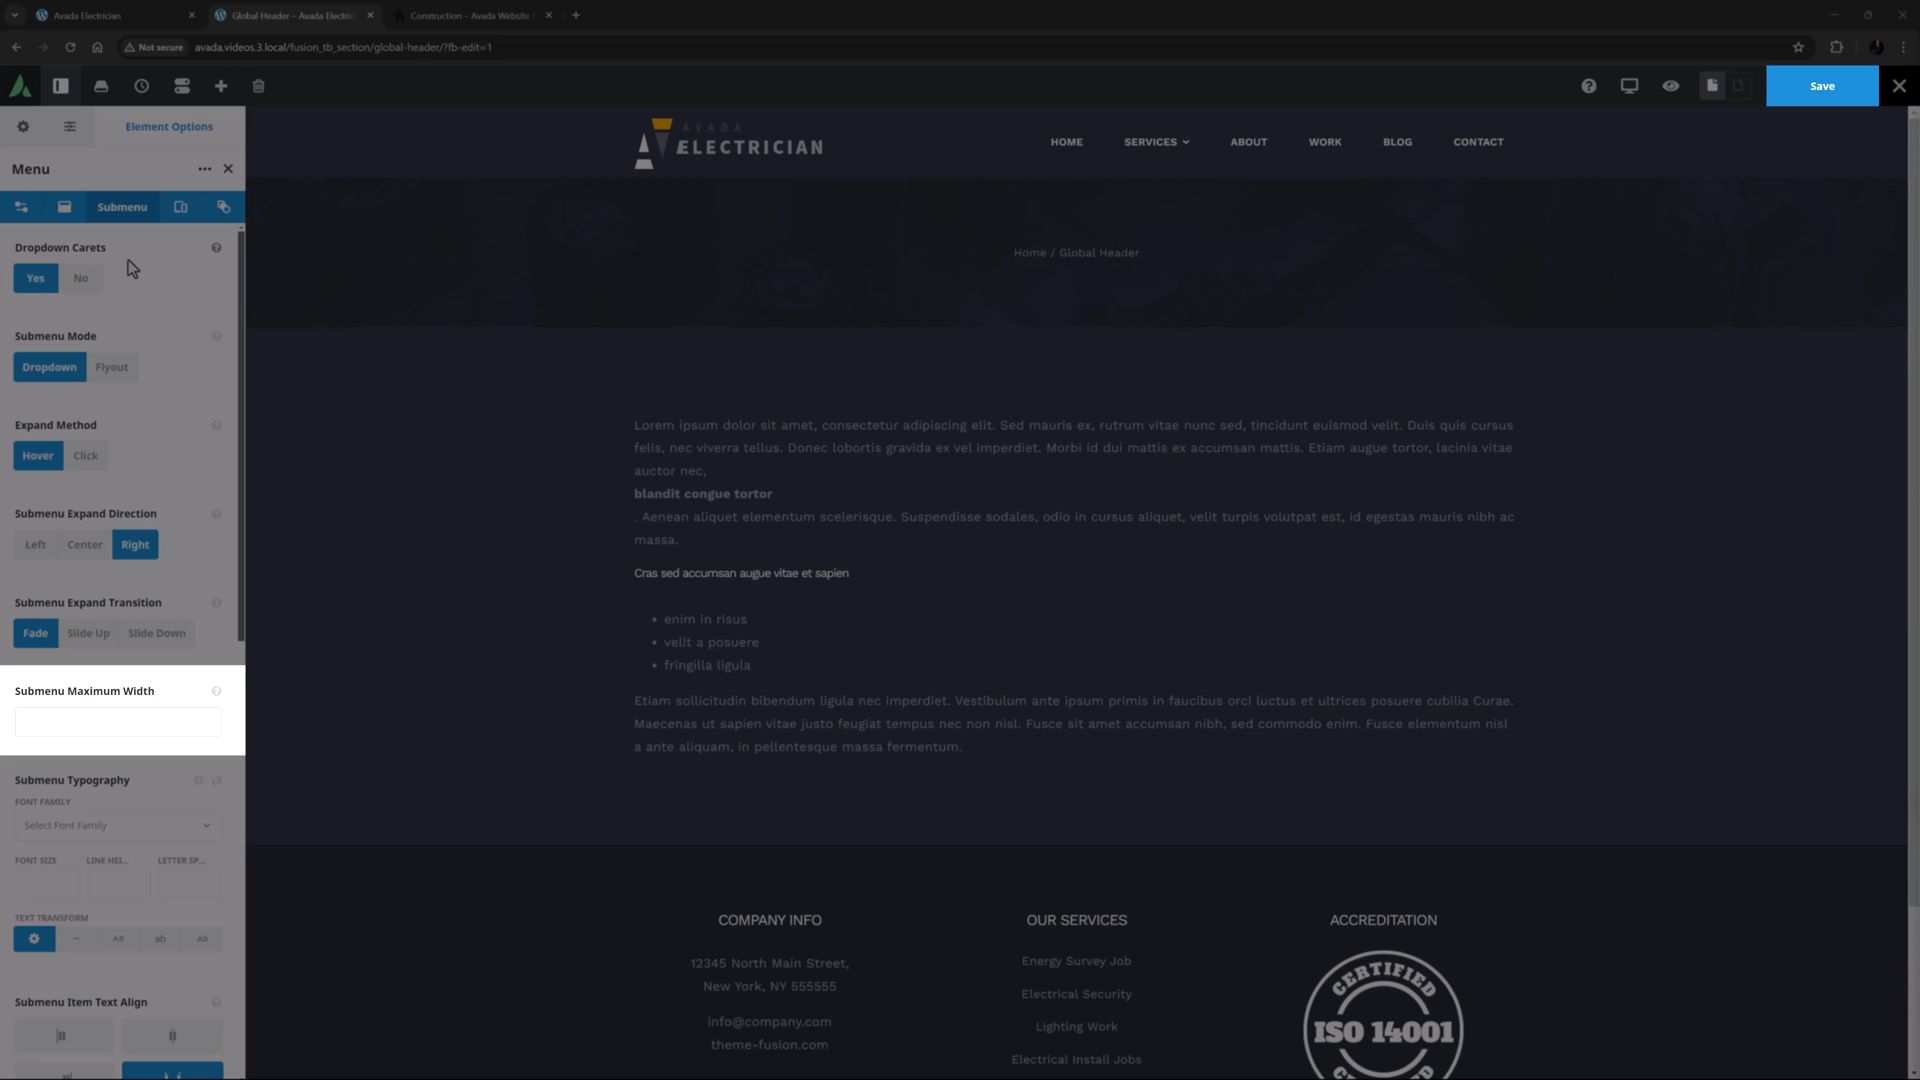 Avada Electrician
Global Header – Avada Electric
Construction – Avada Website
Not secure
avada.videos.3.local/fusion_tb_section/global-header/?fb-edit=1
Save
Element Options
Menu
Submenu
Dropdown Carets
Yes No
Submenu Mode
Dropdown Flyout
Expand Method
Hover Click
Submenu Expand Direction
Left Center Right
Submenu Expand Transition
Fade Slide Up Slide Down
Submenu Maximum Width
Submenu Typography
FONT FAMILY
Select Font Family
FONT SIZE LINE HEI... LETTER SP...
TEXT TRANSFORM
– AB ab Ab
Submenu Item Text Align
AVADA
ELECTRICIAN
HOME SERVICES ABOUT WORK BLOG CONTACT
Home / Global Header
Lorem ipsum dolor sit amet, consectetur adipiscing elit. Sed mauris ex, rutrum vitae nunc sed, tincidunt euismod velit. Duis quis cursus
felis, nec viverra tellus. Donec lobortis gravida ex vel imperdiet. Morbi id dui mattis ex accumsan mattis. Etiam augue tortor, lacinia vitae
auctor nec,
blandit congue tortor
. Aenean aliquet elementum scelerisque. Suspendisse sodales, odio in cursus aliquet, velit turpis volutpat est, id egestas mauris nibh ac
massa.
Cras sed accumsan augue vitae et sapien
• enim in risus
• velit a posuere
• fringilla ligula
Etiam sollicitudin bibendum ligula nec imperdiet. Vestibulum ante ipsum primis in faucibus orci luctus et ultrices posuere cubilia Curae.
Maecenas ut sapien vitae justo feugiat tempus nec non nisl. Fusce sit amet accumsan nibh, sed commodo enim. Fusce elementum nisl
a ante aliquam, in pellentesque massa fermentum.
COMPANY INFO
12345 North Main Street,
New York, NY 555555
info@company.com
theme-fusion.com
OUR SERVICES
Energy Survey Job
Electrical Security
Lighting Work
Electrical Install Jobs
ACCREDITATION
CERTIFIED
ISO 14001